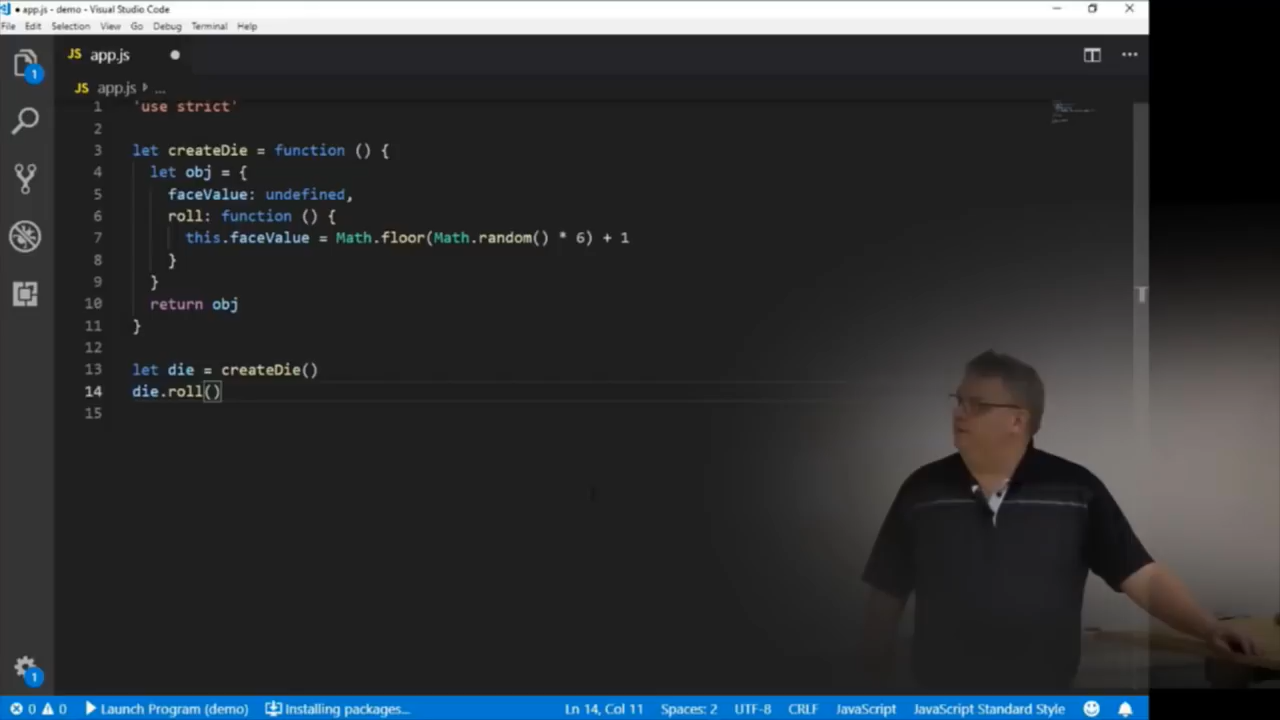 app.js - demo - Visual Studio Code
File Edit Selection View Go Debug Terminal Help
JS app.js
JS app.js ...
1 'use strict'
2
3 let createDie = function () {
4 let obj = {
5 faceValue: undefined,
6 roll: function () {
7 this.faceValue = Math.floor(Math.random() * 6) + 1
8 }
9 }
10 return obj
11 }
12
13 let die = createDie()
14 die.roll()
15
1
1
0 0 Launch Program (demo) Installing packages... Ln 14, Col 11 Spaces: 2 UTF-8 CRLF JavaScript JavaScript Standard Style